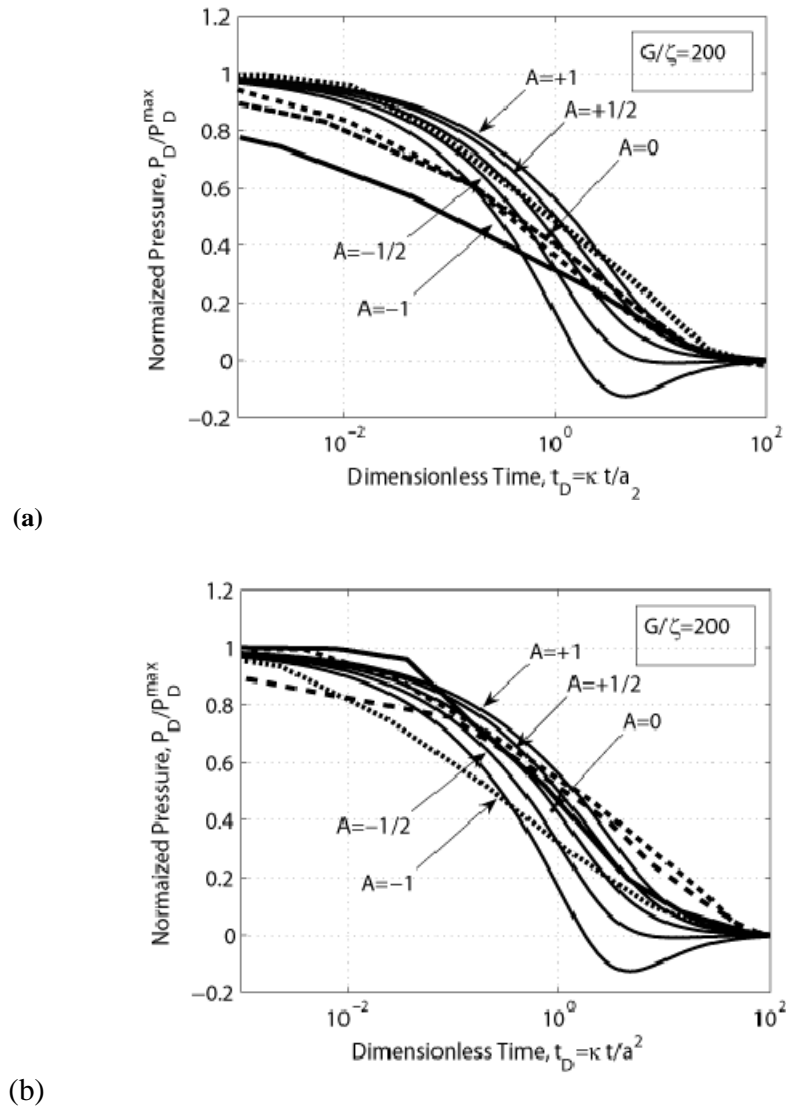 1.2
1
0.8
0.6
0.4
0.2
0
−0.2
Normaized Pressure, P_D/P_D^max
G/ζ=200
A=+1
A=+1/2
A=0
A=−1/2
A=−1
10^−2
10^0
10^2
Dimensionless Time, t_D=κ t/a_2
(a)
1.2
1
0.8
0.6
0.4
0.2
0
−0.2
Normaized Pressure, P_D/P_D^max
G/ζ=200
A=+1
A=+1/2
A=0
A=−1/2
A=−1
10^−2
10^0
10^2
Dimensionless Time, t_D=κ t/a^2
(b)